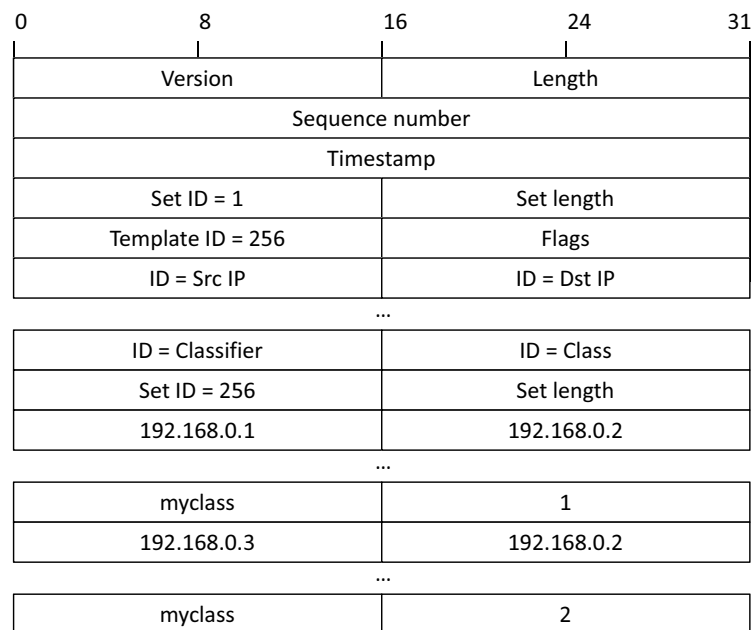 0 8 16 24 31
Version Length
Sequence number
Timestamp
Set ID = 1 Set length
Template ID = 256 Flags
ID = Src IP ID = Dst IP
...
ID = Classifier ID = Class
Set ID = 256 Set length
192.168.0.1 192.168.0.2
...
myclass 1
192.168.0.3 192.168.0.2
...
myclass 2